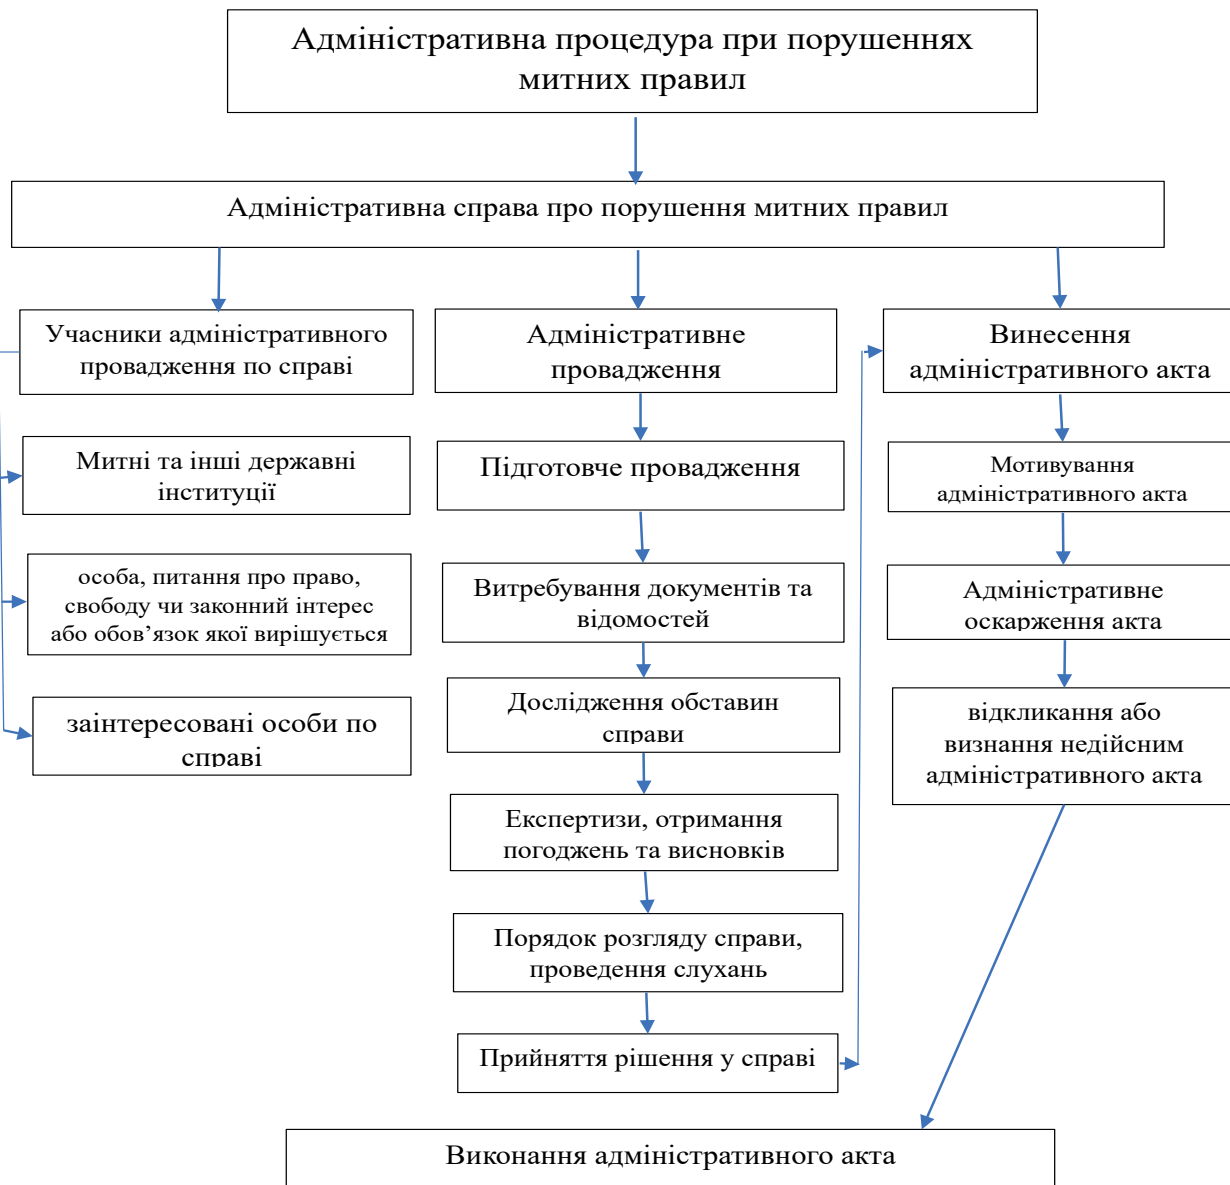 Адміністративна процедура при порушеннях
митних правил
Адміністративна справа про порушення митних правил
Учасники адміністративного
провадження по справі
Митні та інші державні
інституції
особа, питання про право,
свободу чи законний інтерес
або обов’язок якої вирішується
заінтересовані особи по
справі
Адміністративне
провадження
Підготовче провадження
Витребування документів та
відомостей
Дослідження обставин
справи
Експертизи, отримання
погоджень та висновків
Порядок розгляду справи,
проведення слухань
Прийняття рішення у справі
Винесення
адміністративного акта
Мотивування
адміністративного акта
Адміністративне
оскарження акта
відкликання або
визнання недійсним
адміністративного акта
Виконання адміністративного акта